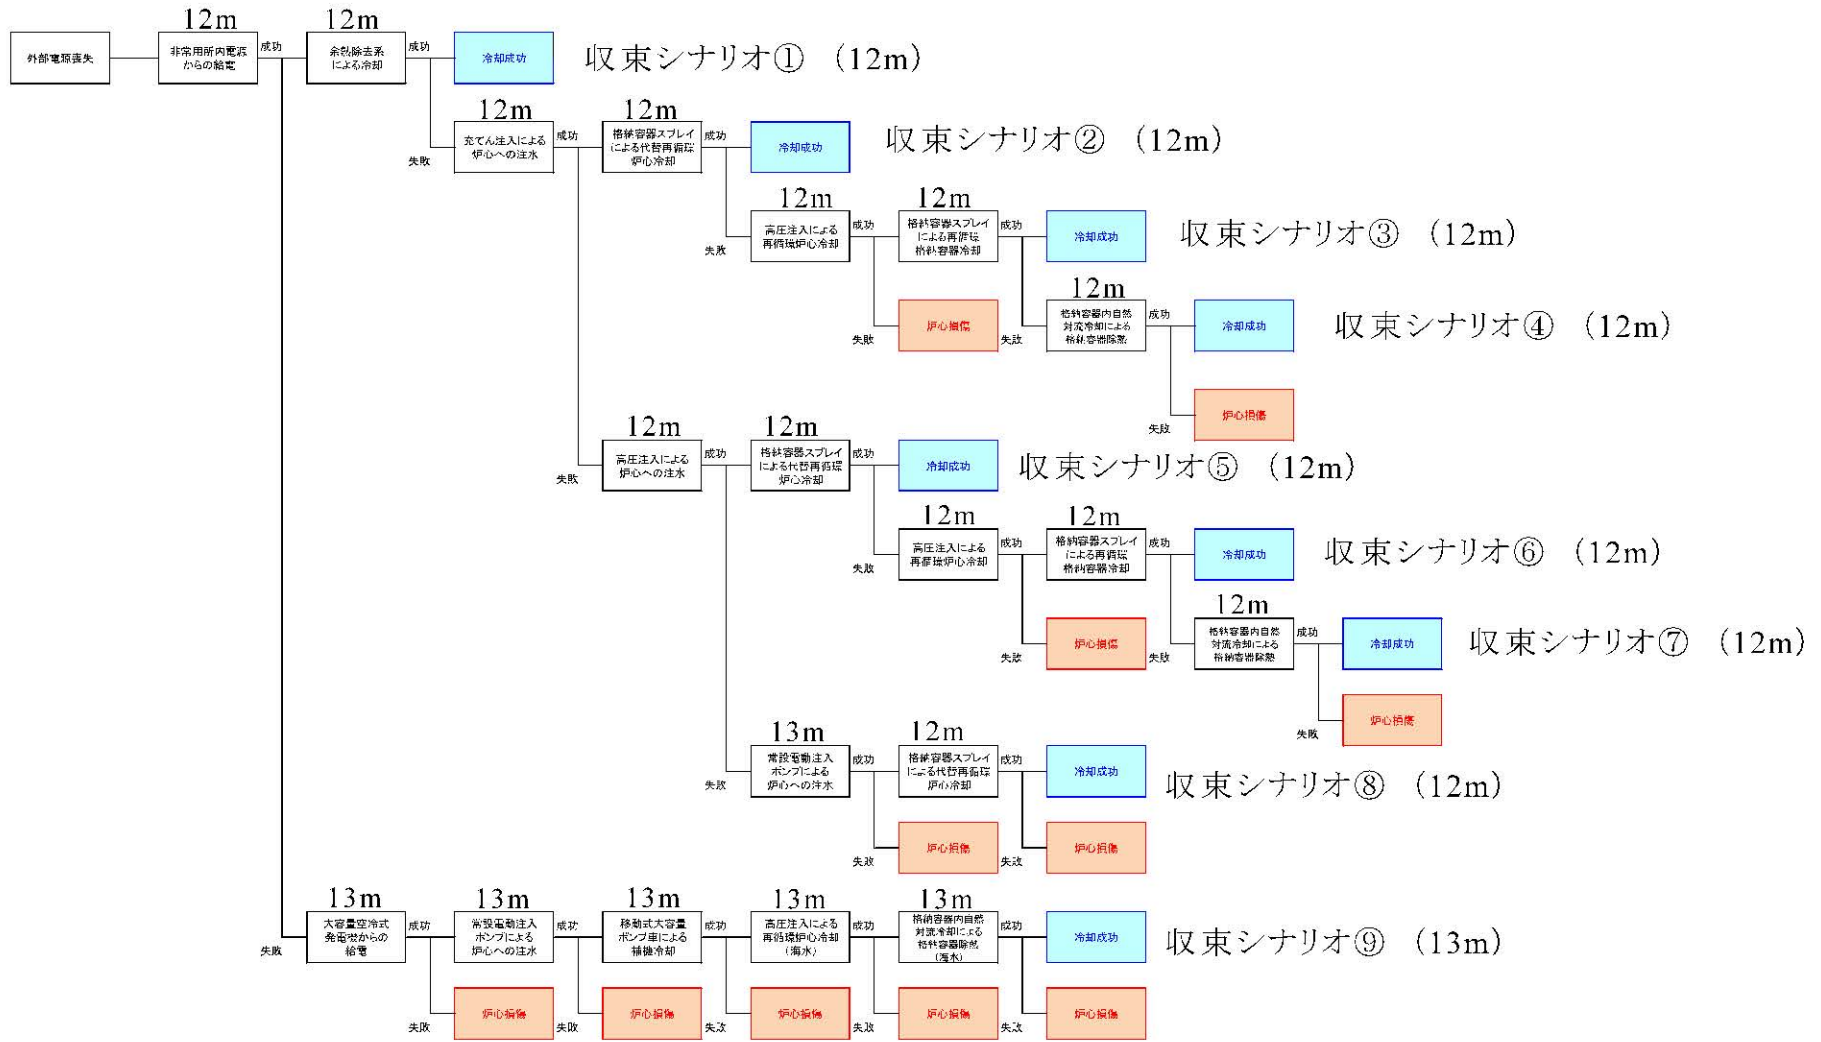 12m
12m
外部電源喪失
非常用所内電源
からの給電
成功
余熱除去系
による冷却
成功
冷却成功
収束シナリオ① (12m)
12m
12m
失敗
充てん注入による
炉心への注水
成功
格納容器スプレイ
による代替再循環
炉心冷却
成功
冷却成功
収束シナリオ② (12m)
12m
12m
失敗
高圧注入による
再循環炉心冷却
成功
格納容器スプレイ
による再循環
格納容器冷却
成功
冷却成功
収束シナリオ③ (12m)
12m
失敗
炉心損傷
失敗
格納容器内自然
対流冷却による
格納容器除熱
成功
冷却成功
収束シナリオ④ (12m)
失敗
炉心損傷
12m
12m
失敗
高圧注入による
炉心への注水
成功
格納容器スプレイ
による代替再循環
炉心冷却
成功
冷却成功
収束シナリオ⑤ (12m)
12m
12m
失敗
高圧注入による
再循環炉心冷却
成功
格納容器スプレイ
による再循環
格納容器冷却
成功
冷却成功
収束シナリオ⑥ (12m)
12m
失敗
炉心損傷
失敗
格納容器内自然
対流冷却による
格納容器除熱
成功
冷却成功
収束シナリオ⑦ (12m)
失敗
炉心損傷
13m
12m
失敗
常設電動注入
ポンプによる
炉心への注水
成功
格納容器スプレイ
による代替再循環
炉心冷却
成功
冷却成功
収束シナリオ⑧ (12m)
失敗
炉心損傷
失敗
炉心損傷
13m
13m
13m
13m
13m
失敗
大容量空冷式
発電機からの
給電
成功
常設電動注入
ポンプによる
炉心への注水
成功
移動式大容量
ポンプ車による
補機冷却
成功
高圧注入による
再循環炉心冷却
(海水)
成功
格納容器内自然
対流冷却による
格納容器除熱
(海水)
成功
冷却成功
収束シナリオ⑨ (13m)
失敗
炉心損傷
失敗
炉心損傷
失敗
炉心損傷
失敗
炉心損傷
失敗
炉心損傷